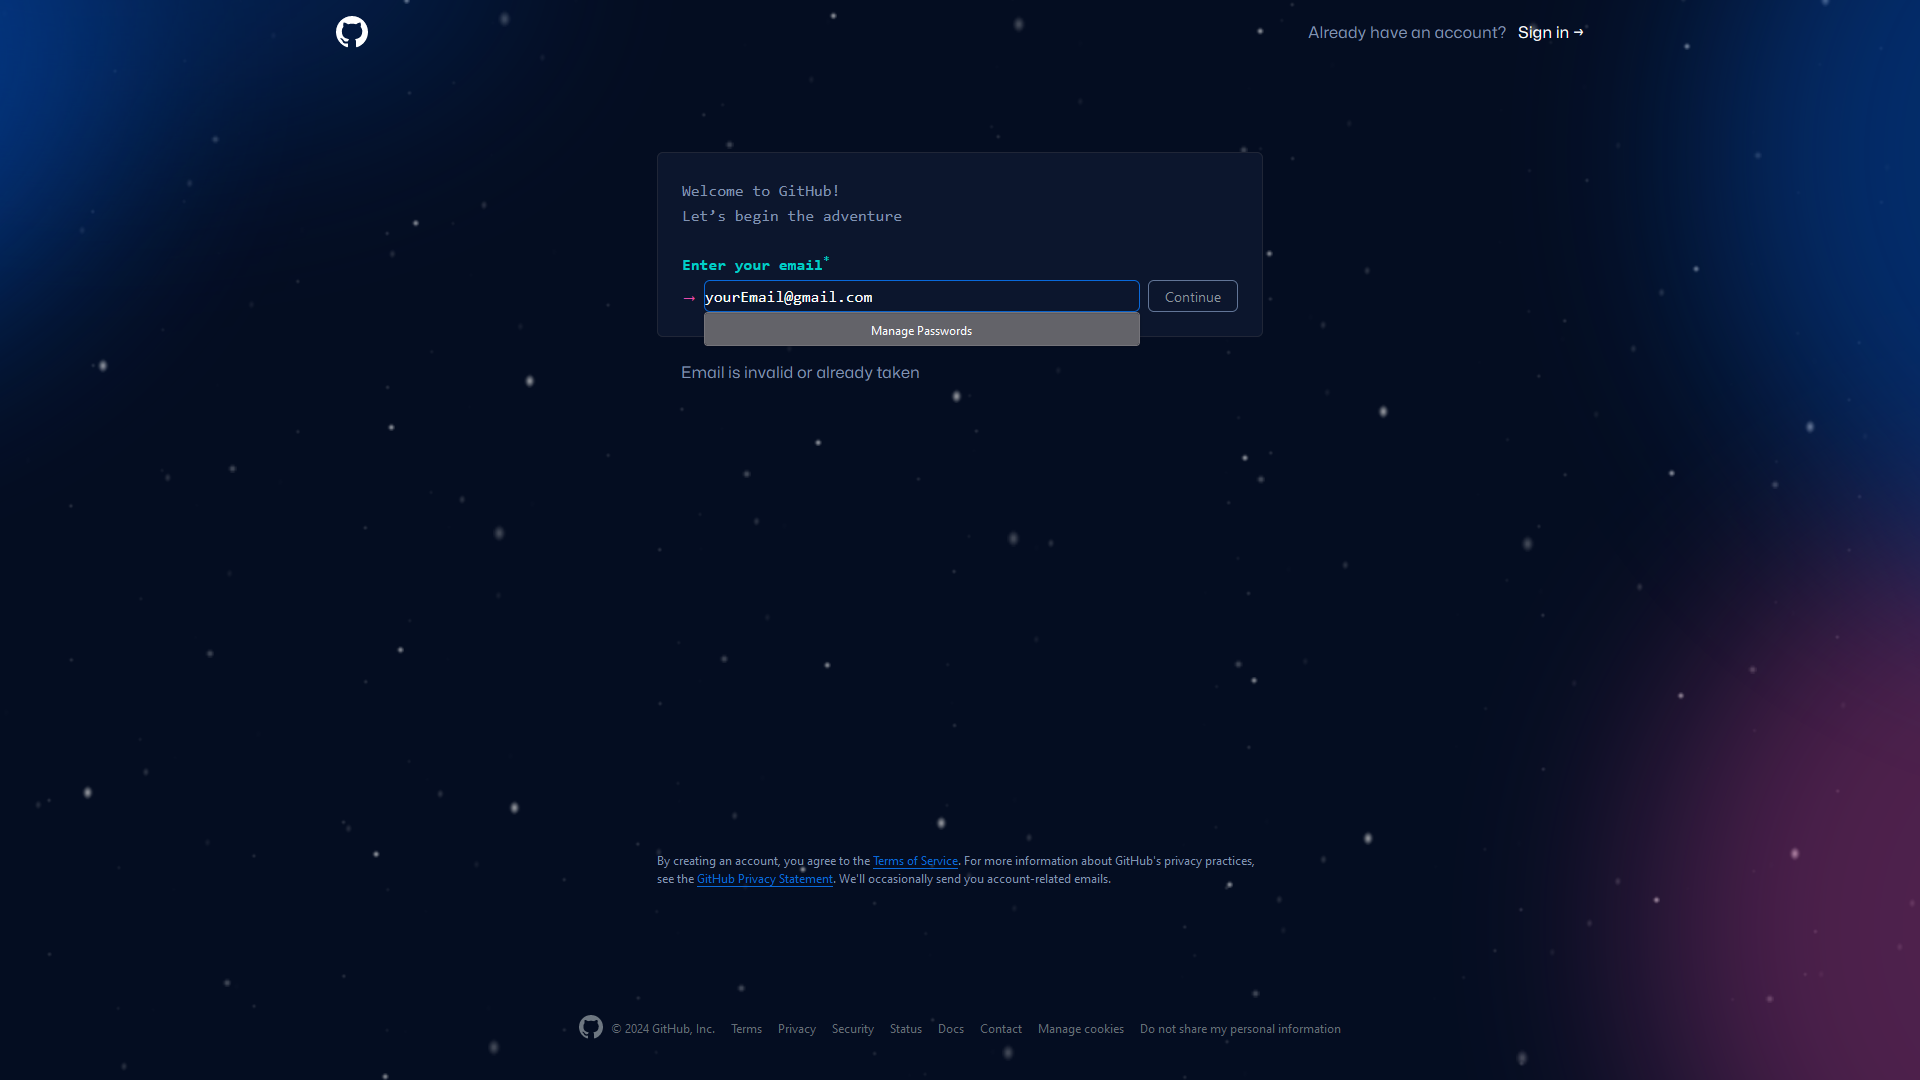 Already have an account? Sign in →
Welcome to GitHub!
Let’s begin the adventure
Enter your email*
→ yourEmail@gmail.com Continue
Manage Passwords
Email is invalid or already taken
By creating an account, you agree to the Terms of Service. For more information about GitHub's privacy practices,
see the GitHub Privacy Statement. We'll occasionally send you account-related emails.
© 2024 GitHub, Inc. Terms Privacy Security Status Docs Contact Manage cookies Do not share my personal information